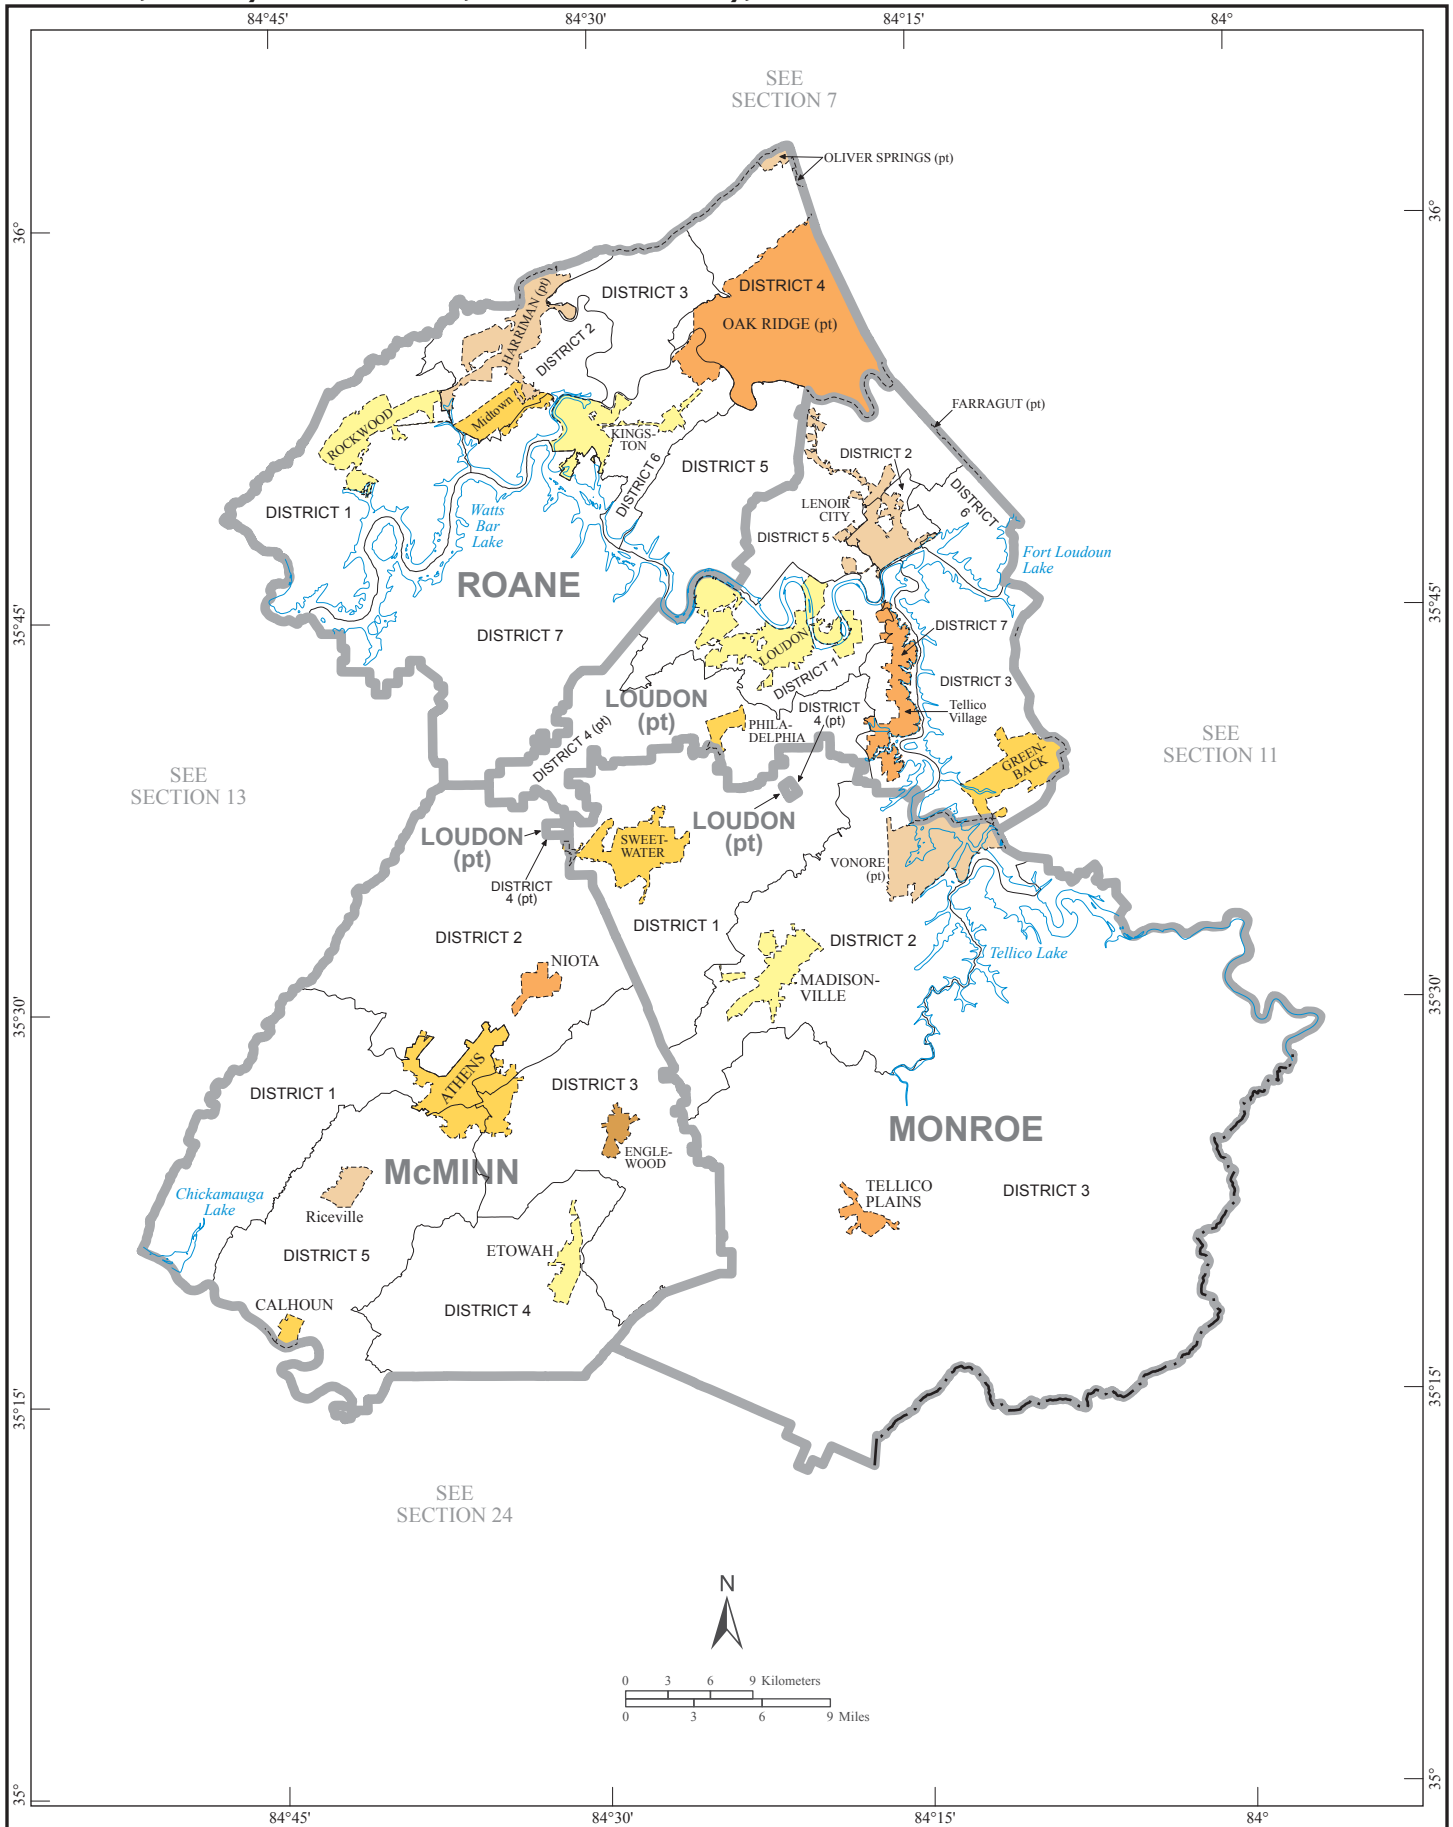 84°45'
84°30'
84°15'
84°
SEE
SECTION 7
OLIVER SPRINGS (pt)
36°
36°
DISTRICT 3
DISTRICT 4
HARRIMAN (pt)
OAK RIDGE (pt)
DISTRICT 2
FARRAGUT (pt)
Midtown
ROCKWOOD
KINGS-
TON
DISTRICT 2
DISTRICT 5
DISTRICT 6
DISTRICT
6
LENOIR
CITY
DISTRICT 1
Watts
Bar
Lake
DISTRICT 5
Fort Loudoun
Lake
ROANE
35°45'
35°45'
DISTRICT 7
DISTRICT 7
LOUDON
DISTRICT 1
DISTRICT 3
LOUDON
(pt)
DISTRICT
4 (pt)
Tellico
Village
PHILA-
DELPHIA
DISTRICT 4 (pt)
SEE
SECTION 11
GREEN-
BACK
SEE
SECTION 13
LOUDON
(pt)
LOUDON
(pt)
SWEET-
WATER
VONORE
(pt)
DISTRICT
4 (pt)
DISTRICT 1
DISTRICT 2
DISTRICT 2
Tellico Lake
NIOTA
MADISON-
VILLE
35°30'
35°30'
ATHENS
DISTRICT 3
DISTRICT 1
MONROE
ENGLE-
WOOD
McMINN
TELLICO
PLAINS
DISTRICT 3
Chickamauga
Lake
Riceville
ETOWAH
DISTRICT 5
CALHOUN
DISTRICT 4
35°15'
35°15'
SEE
SECTION 24
N
0 3 6 9 Kilometers
0 3 6 9 Miles
35°
35°
84°45'
84°30'
84°15'
84°